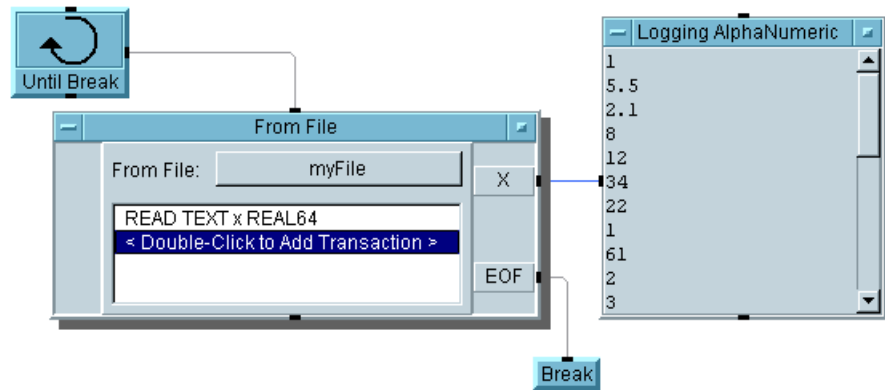 Until Break
From File
From File:
myFile
READ TEXT x REAL64
< Double-Click to Add Transaction >
X
EOF
Break
Logging AlphaNumeric
1
5.5
2.1
8
12
34
22
1
61
2
3